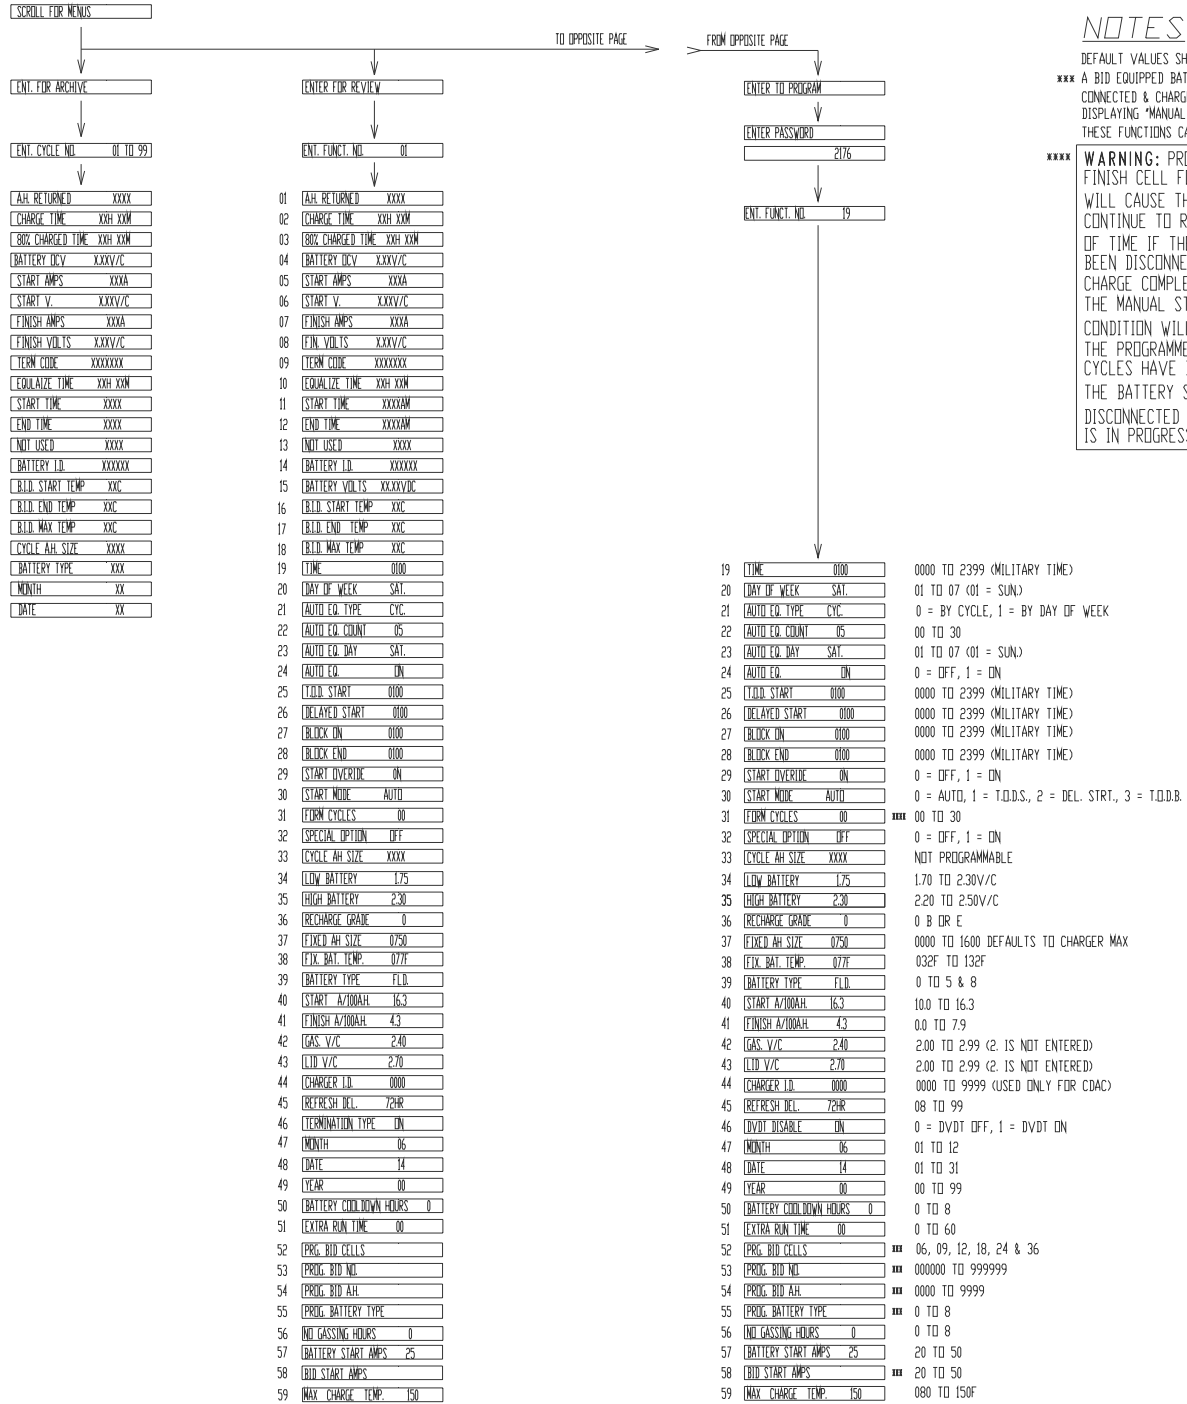 SCROLL FOR MENUS
TO OPPOSITE PAGE
FROM OPPOSITE PAGE
ENT. FOR ARCHIVE
ENT. CYCLE NO. 01 TO 99
A.H. RETURNED XXXX
CHARGE TIME XXH XXM
80% CHARGED TIME XXH XXM
BATTERY OCV X.XXV/C
START AMPS XXXA
START V. X.XXV/C
FINISH AMPS XXXA
FINISH VOLTS X.XXV/C
TERM CODE XXXXXXX
EQULAIZE TIME XXH XXM
START TIME XXXX
END TIME XXXX
NOT USED XXXX
BATTERY I.D. XXXXXX
B.I.D. START TEMP XXC
B.I.D. END TEMP XXC
B.I.D. MAX TEMP XXC
CYCLE A.H. SIZE XXXX
BATTERY TYPE XXX
MONTH XX
DATE XX
ENTER FOR REVIEW
ENT. FUNCT. NO. 01
01 A.H. RETURNED XXXX
02 CHARGE TIME XXH XXM
03 80% CHARGED TIME XXH XXM
04 BATTERY OCV X.XXV/C
05 START AMPS XXXA
06 START V. X.XXV/C
07 FINISH AMPS XXXA
08 FIN. VOLTS X.XXV/C
09 TERM CODE XXXXXXX
10 EQUALIZE TIME XXH XXM
11 START TIME XXXXAM
12 END TIME XXXXAM
13 NOT USED XXXX
14 BATTERY I.D. XXXXXX
15 BATTERY VOLTS XX.XXVDC
16 B.I.D. START TEMP XXC
17 B.I.D. END TEMP XXC
18 B.I.D. MAX TEMP XXC
19 TIME 0100
20 DAY OF WEEK SAT.
21 AUTO EQ. TYPE CYC.
22 AUTO EQ. COUNT 05
23 AUTO EQ. DAY SAT.
24 AUTO EQ. ON
25 T.O.D. START 0100
26 DELAYED START 0100
27 BLOCK ON 0100
28 BLOCK END 0100
29 START OVERIDE ON
30 START MODE AUTO
31 FORM CYCLES 00
32 SPECIAL OPTION OFF
33 CYCLE AH SIZE XXXX
34 LOW BATTERY 1.75
35 HIGH BATTERY 2.30
36 RECHARGE GRADE 0
37 FIXED AH SIZE 0750
38 FIX. BAT. TEMP. 077F
39 BATTERY TYPE FLD.
40 START A/100A.H. 16.3
41 FINISH A/100A.H. 4.3
42 GAS. V/C 2.40
43 LID V/C 2.70
44 CHARGER I.D. 0000
45 REFRESH DEL. 72HR
46 TERMINATION TYPE ON
47 MONTH 06
48 DATE 14
49 YEAR 00
50 BATTERY COOLDOWN HOURS 0
51 EXTRA RUN TIME 00
52 PRG. BID CELLS
53 PROG. BID NO.
54 PROG. BID A.H.
55 PROG. BATTERY TYPE
56 NO GASSING HOURS 0
57 BATTERY START AMPS 25
58 BID START AMPS
59 MAX CHARGE TEMP. 150
ENTER TO PROGRAM
ENTER PASSWORD
2176
ENT. FUNCT. NO. 19
19 TIME 0100 0000 TO 2399 (MILITARY TIME)
20 DAY OF WEEK SAT. 01 TO 07 (01 = SUN.)
21 AUTO EQ. TYPE CYC. 0 = BY CYCLE, 1 = BY DAY OF WEEK
22 AUTO EQ. COUNT 05 00 TO 30
23 AUTO EQ. DAY SAT. 01 TO 07 (01 = SUN.)
24 AUTO EQ. ON 0 = OFF, 1 = ON
25 T.O.D. START 0100 0000 TO 2399 (MILITARY TIME)
26 DELAYED START 0100 0000 TO 2399 (MILITARY TIME)
27 BLOCK ON 0100 0000 TO 2399 (MILITARY TIME)
28 BLOCK END 0100 0000 TO 2399 (MILITARY TIME)
29 START OVERIDE ON 0 = OFF, 1 = ON
30 START MODE AUTO 0 = AUTO, 1 = T.O.D.S., 2 = DEL. STRT., 3 = T.O.D.B.
31 FORM CYCLES 00 **** 00 TO 30
32 SPECIAL OPTION OFF 0 = OFF, 1 = ON
33 CYCLE AH SIZE XXXX NOT PROGRAMMABLE
34 LOW BATTERY 1.75 1.70 TO 2.30V/C
35 HIGH BATTERY 2.30 2.20 TO 2.50V/C
36 RECHARGE GRADE 0 0 B OR E
37 FIXED AH SIZE 0750 0000 TO 1600 DEFAULTS TO CHARGER MAX
38 FIX. BAT. TEMP. 077F 032F TO 132F
39 BATTERY TYPE FLD. 0 TO 5 & 8
40 START A/100A.H. 16.3 10.0 TO 16.3
41 FINISH A/100A.H. 4.3 0.0 TO 7.9
42 GAS. V/C 2.40 2.00 TO 2.99 (2. IS NOT ENTERED)
43 LID V/C 2.70 2.00 TO 2.99 (2. IS NOT ENTERED)
44 CHARGER I.D. 0000 0000 TO 9999 (USED ONLY FOR CDAC)
45 REFRESH DEL. 72HR 08 TO 99
46 DVDT DISABLE ON 0 = DVDT OFF, 1 = DVDT ON
47 MONTH 06 01 TO 12
48 DATE 14 01 TO 31
49 YEAR 00 00 TO 99
50 BATTERY COOLDOWN HOURS 0 0 TO 8
51 EXTRA RUN TIME 00 0 TO 60
52 PRG. BID CELLS *** 06, 09, 12, 18, 24 & 36
53 PROG. BID NO. *** 000000 TO 999999
54 PROG. BID A.H. *** 0000 TO 9999
55 PROG. BATTERY TYPE *** 0 TO 8
56 NO GASSING HOURS 0 0 TO 8
57 BATTERY START AMPS 25 20 TO 50
58 BID START AMPS *** 20 TO 50
59 MAX CHARGE TEMP. 150 080 TO 150F
NOTES
DEFAULT VALUES SH
*** A BID EQUIPPED BAT
CONNECTED & CHARG
DISPLAYING "MANUAL
THESE FUNCTIONS CA
**** WARNING: PRO
FINISH CELL F
WILL CAUSE TH
CONTINUE TO R
OF TIME IF THE
BEEN DISCONNE
CHARGE COMPLE
THE MANUAL ST
CONDITION WILL
THE PROGRAMME
CYCLES HAVE
THE BATTERY S
DISCONNECTED
IS IN PROGRES